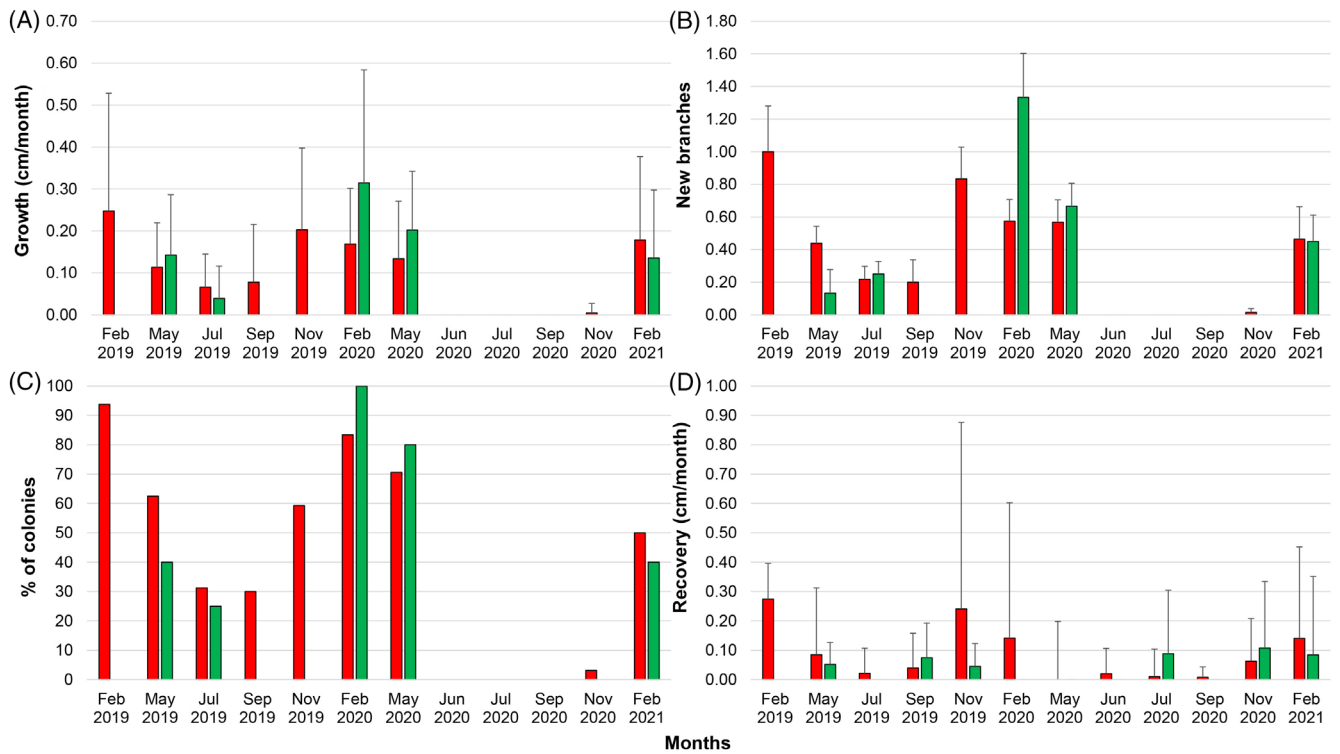 (A)
Growth (cm/month)
0.70
0.60
0.50
0.40
0.30
0.20
0.10
0.00
Feb May Jul Sep Nov Feb May Jun Jul Sep Nov Feb
2019 2019 2019 2019 2019 2020 2020 2020 2020 2020 2020 2021
(B)
New branches
1.80
1.60
1.40
1.20
1.00
0.80
0.60
0.40
0.20
0.00
Feb May Jul Sep Nov Feb May Jun Jul Sep Nov Feb
2019 2019 2019 2019 2019 2020 2020 2020 2020 2020 2020 2021
(C)
% of colonies
100
90
80
70
60
50
40
30
20
10
0
Feb May Jul Sep Nov Feb May Jun Jul Sep Nov Feb
2019 2019 2019 2019 2019 2020 2020 2020 2020 2020 2020 2021
(D)
Recovery (cm/month)
1.00
0.90
0.80
0.70
0.60
0.50
0.40
0.30
0.20
0.10
0.00
Feb May Jul Sep Nov Feb May Jun Jul Sep Nov Feb
2019 2019 2019 2019 2019 2020 2020 2020 2020 2020 2020 2021
Months